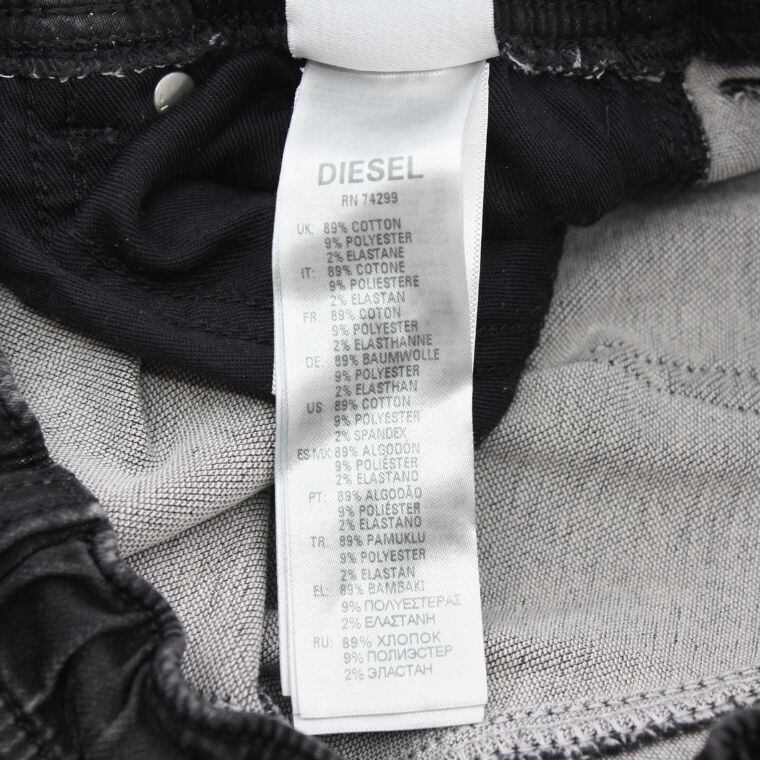 DIESEL
RN 74299
UK: 89% COTTON
9% POLYESTER
2% ELASTANE
IT: 89% COTONE
9% POLIESTERE
2% ELASTAN
FR: 89% COTON
9% POLYESTER
2% ELASTHANNE
DE: 89% BAUMWOLLE
9% POLYESTER
2% ELASTHAN
US: 89% COTTON
9% POLYESTER
2% SPANDEX
ES-MX: 89% ALGODÓN
9% POLIÉSTER
2% ELASTANO
PT: 89% ALGODÃO
9% POLIÉSTER
2% ELASTANO
TR: 89% PAMUKLU
9% POLYESTER
2% ELASTAN
EL: 89% ΒΑΜΒΑΚΙ
9% ΠΟΛΥΕΣΤΕΡΑΣ
2% ΕΛΑΣΤΑΝΗ
RU: 89% ХЛОПОК
9% ПОЛИЭСТЕР
2% ЭЛАСТАН